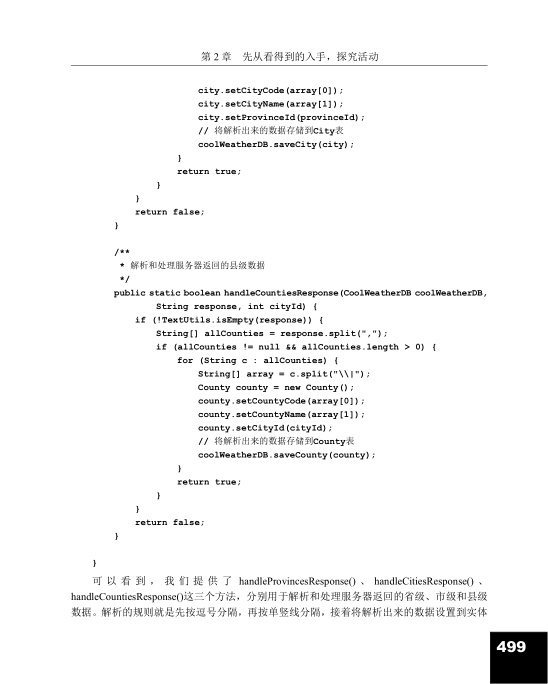 第 2 章　先从看得到的入手，探究活动
city.setCityCode(array[0]);
city.setCityName(array[1]);
city.setProvinceId(provinceId);
// 将解析出来的数据存储到City表
coolWeatherDB.saveCity(city);
}
return true;
}
}
return false;
}
/**
* 解析和处理服务器返回的县级数据
*/
public static boolean handleCountiesResponse(CoolWeatherDB coolWeatherDB,
String response, int cityId) {
if (!TextUtils.isEmpty(response)) {
String[] allCounties = response.split(",");
if (allCounties != null && allCounties.length > 0) {
for (String c : allCounties) {
String[] array = c.split("\\|");
County county = new County();
county.setCountyCode(array[0]);
county.setCountyName(array[1]);
county.setCityId(cityId);
// 将解析出来的数据存储到County表
coolWeatherDB.saveCounty(county);
}
return true;
}
}
return false;
}
}
可以看到，我们提供了 handleProvincesResponse()、handleCitiesResponse()、
handleCountiesResponse()这三个方法，分别用于解析和处理服务器返回的省级、市级和县级
数据。解析的规则就是先按逗号分隔，再按单竖线分隔，接着将解析出来的数据设置到实体
499